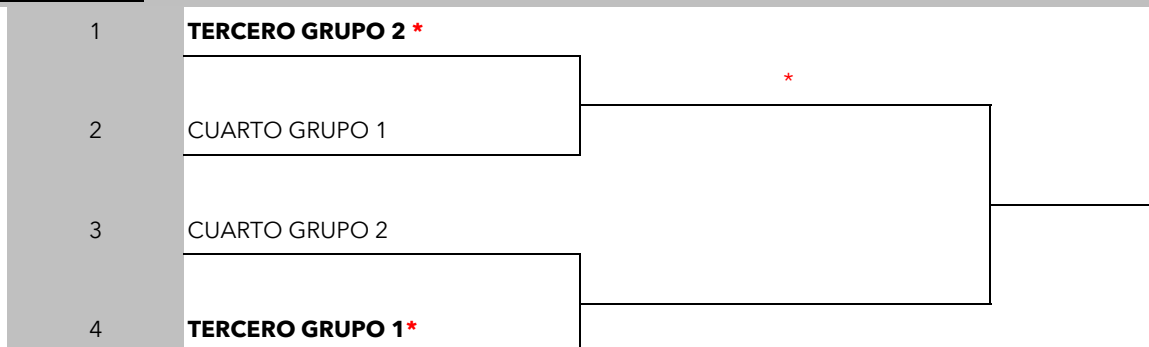 1 TERCERO GRUPO 2 *
*
2 CUARTO GRUPO 1
3 CUARTO GRUPO 2
4 TERCERO GRUPO 1*